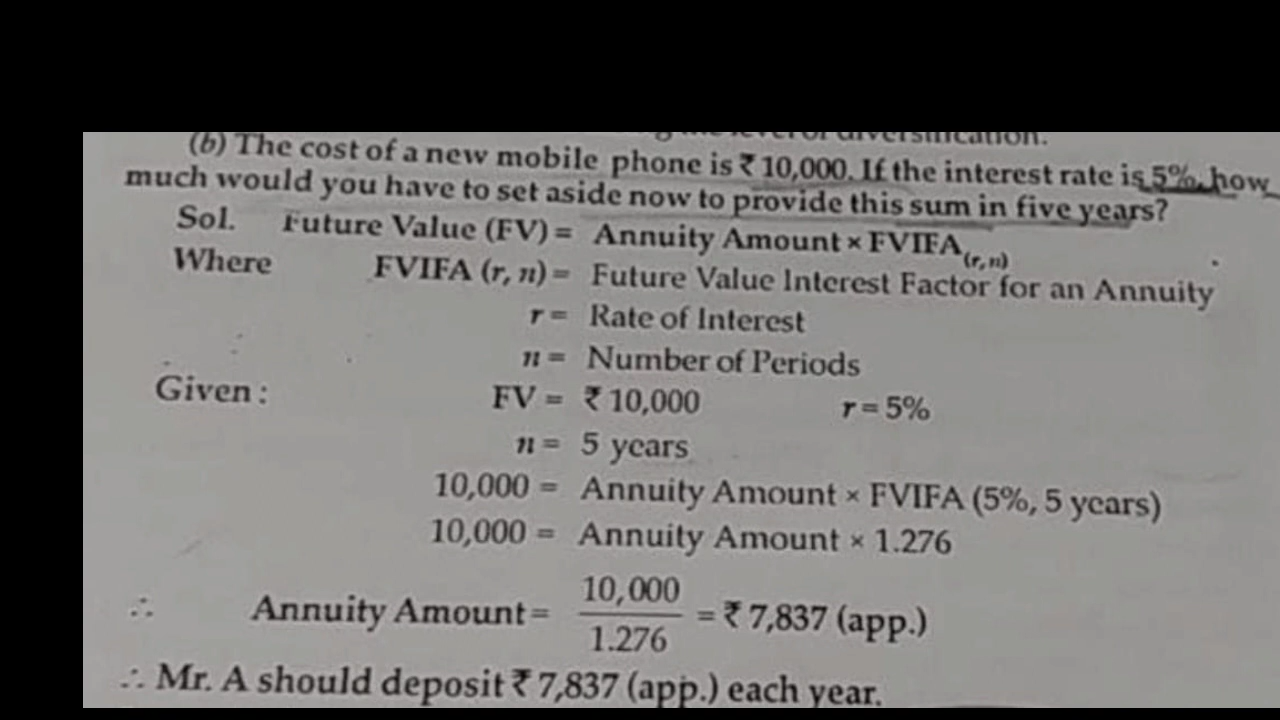 the level of diversification.
(b) The cost of a new mobile phone is ₹ 10,000. If the interest rate is 5%, how
much would you have to set aside now to provide this sum in five years?
Sol. Future Value (FV) = Annuity Amount × FVIFA(r, n)
Where FVIFA (r, n) = Future Value Interest Factor for an Annuity
r = Rate of Interest
n = Number of Periods
Given : FV = ₹ 10,000 r = 5%
n = 5 years
10,000 = Annuity Amount × FVIFA (5%, 5 years)
10,000 = Annuity Amount × 1.276
∴ Annuity Amount = 10,000 / 1.276 = ₹ 7,837 (app.)
∴ Mr. A should deposit ₹ 7,837 (app.) each year.